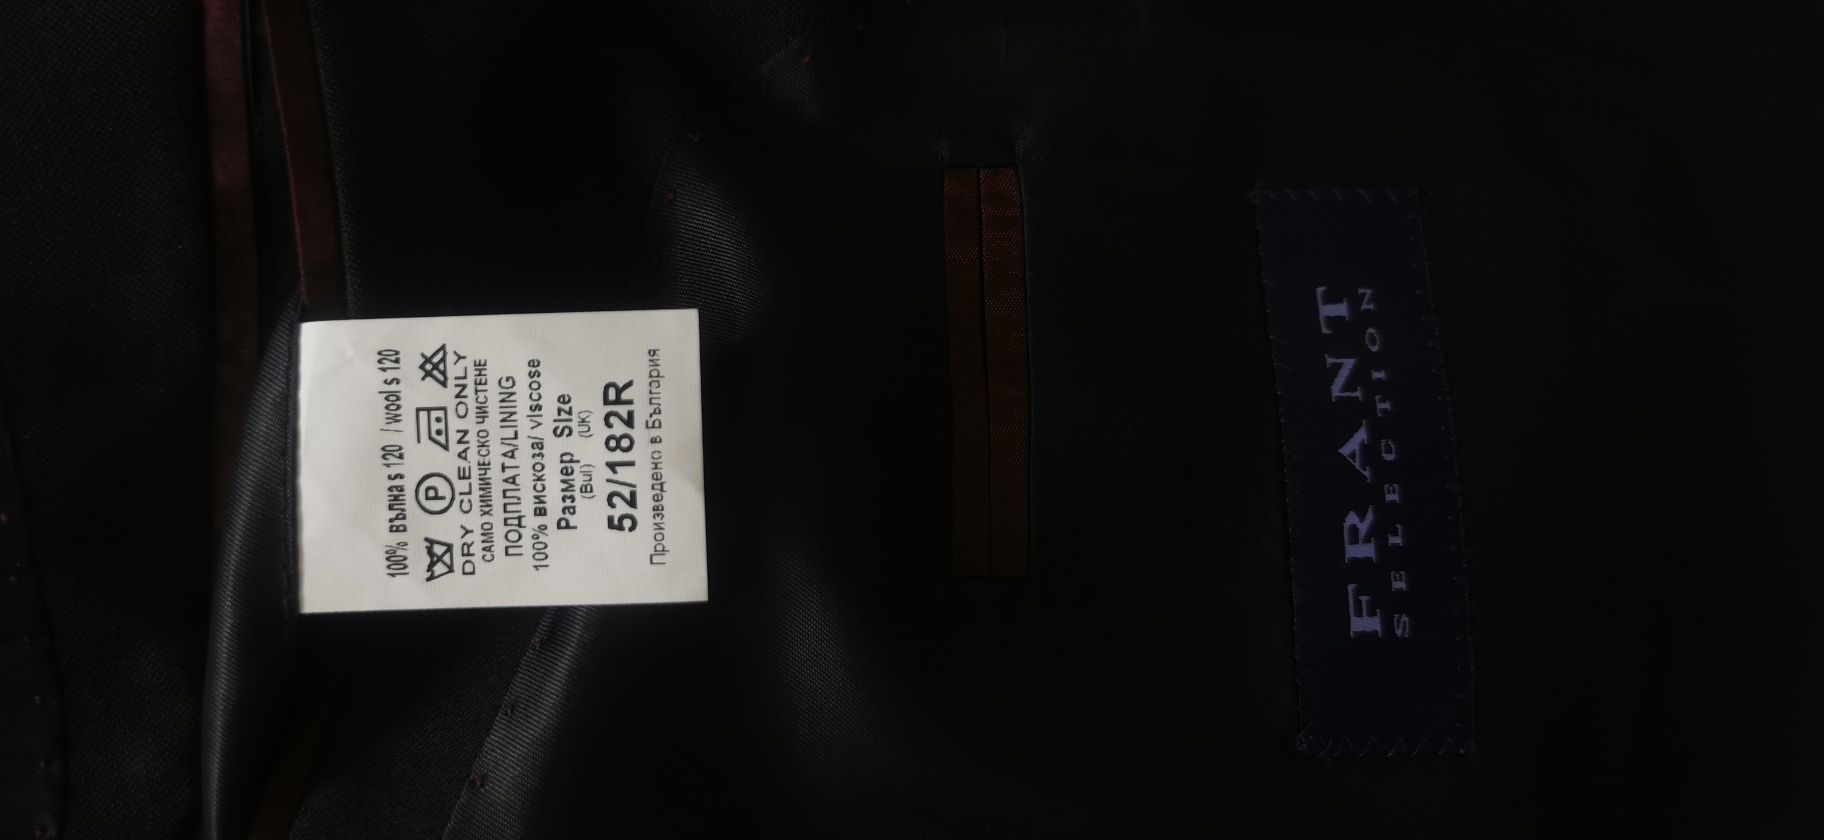 100% вълна s 120 / wool s 120
P
DRY CLEAN ONLY
САМО ХИМИЧЕСКО ЧИСТЕНЕ
ПОДПЛАТА/LINING
100% вискоза/ viscose
Размер Size
(Bul) (UK)
52/182R
Произведено в България
FRANT
SELECTION